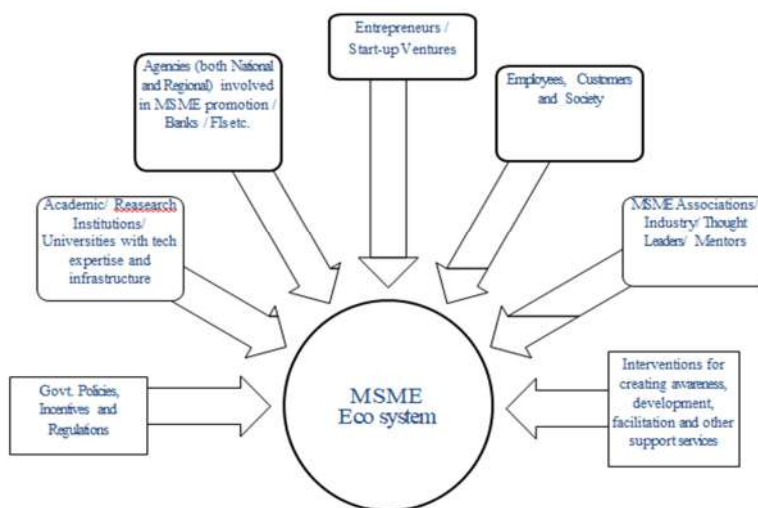 Entrepreneurs /
Start-up Ventures
Agencies (both National
and Regional) involved
in MSME promotion /
Banks / FIs etc.
Employees, Customers
and Society
Academic/ Reasearch
Institutions/
Universities with tech
expertise and
infrastructure
MSME Associations/
Industry/ Thought
Leaders/ Mentors
Govt. Policies,
Incentives and
Regulations
MSME
Eco system
Interventions for
creating awareness,
development,
facilitation and other
support services